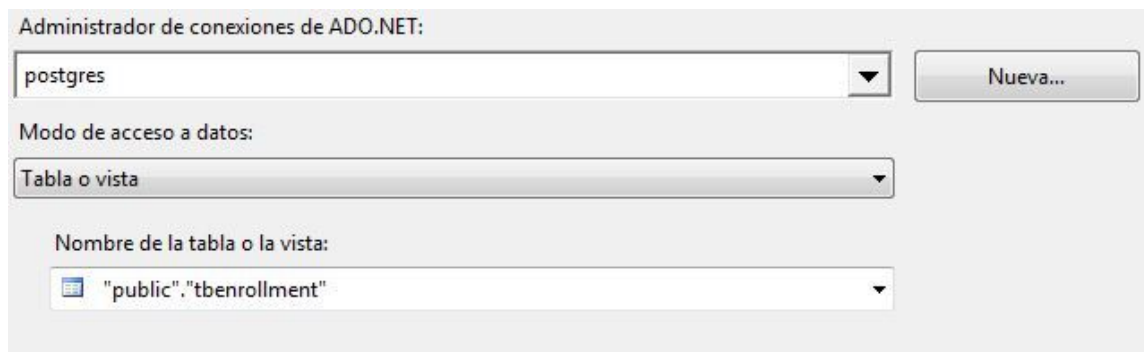 Administrador de conexiones de ADO.NET:
postgres
Nueva...
Modo de acceso a datos:
Tabla o vista
Nombre de la tabla o la vista:
"public"."tbenrollment"